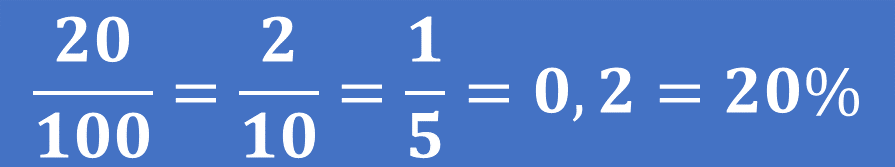 20/100 = 2/10 = 1/5 = 0,2 = 20%